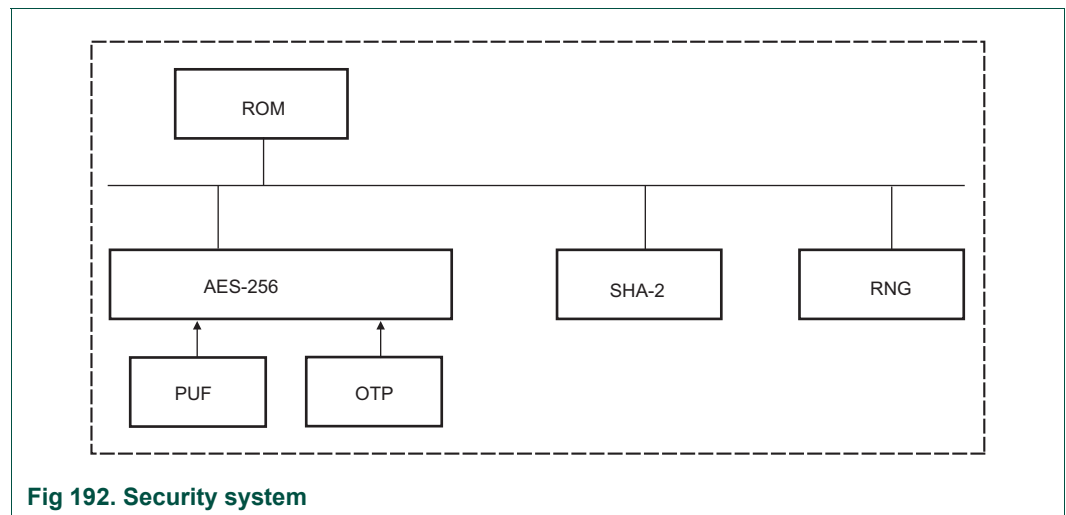 ROM
AES-256
SHA-2
RNG
PUF
OTP
Fig 192. Security system